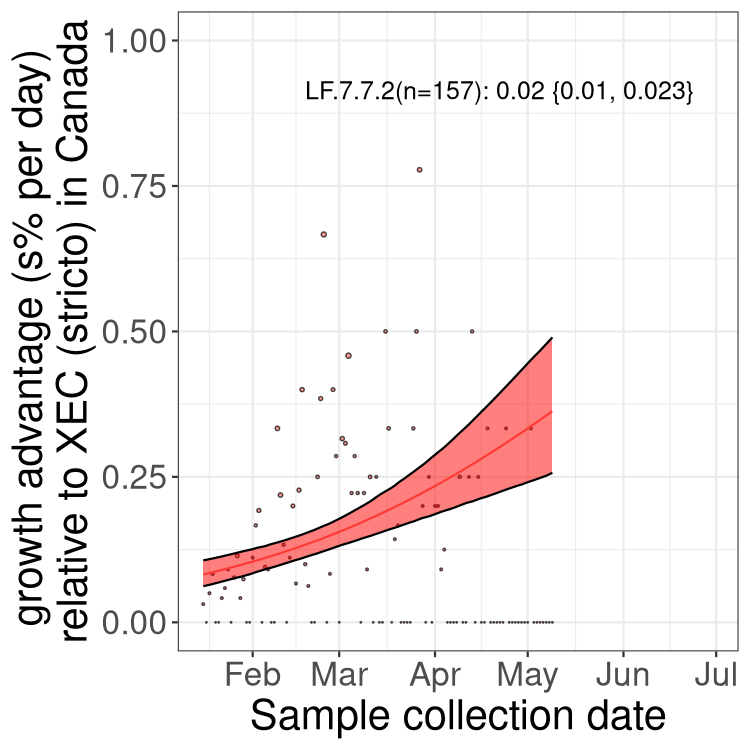 growth advantage (s% per day)
relative to XEC (stricto) in Canada
1.00
0.75
0.50
0.25
0.00
LF.7.7.2(n=157): 0.02 {0.01, 0.023}
Feb Mar Apr May Jun Jul
Sample collection date